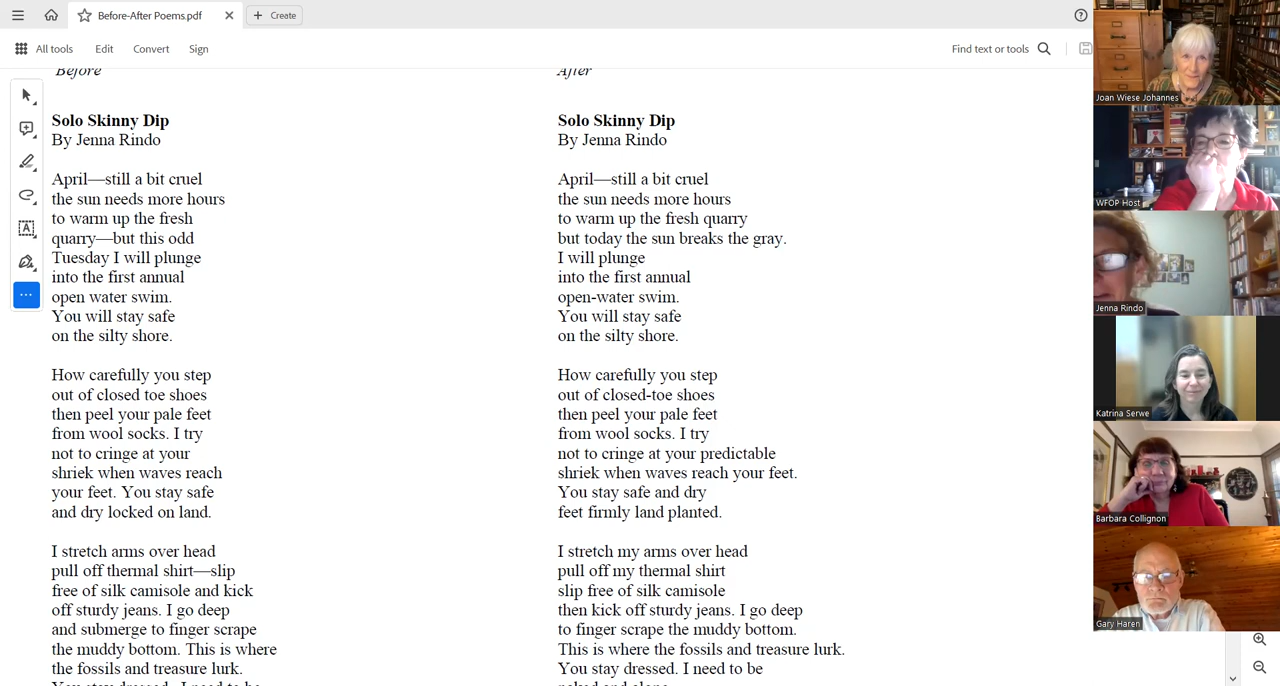 Before-After Poems.pdf
Create
All tools
Edit
Convert
Sign
Find text or tools
Before
Solo Skinny Dip
By Jenna Rindo
April—still a bit cruel
the sun needs more hours
to warm up the fresh
quarry—but this odd
Tuesday I will plunge
into the first annual
open water swim.
You will stay safe
on the silty shore.
How carefully you step
out of closed toe shoes
then peel your pale feet
from wool socks. I try
not to cringe at your
shriek when waves reach
your feet. You stay safe
and dry locked on land.
I stretch arms over head
pull off thermal shirt—slip
free of silk camisole and kick
off sturdy jeans. I go deep
and submerge to finger scrape
the muddy bottom. This is where
the fossils and treasure lurk.
You stay dressed. I need to be
After
Solo Skinny Dip
By Jenna Rindo
April—still a bit cruel
the sun needs more hours
to warm up the fresh quarry
but today the sun breaks the gray.
I will plunge
into the first annual
open-water swim.
You will stay safe
on the silty shore.
How carefully you step
out of closed-toe shoes
then peel your pale feet
from wool socks. I try
not to cringe at your predictable
shriek when waves reach your feet.
You stay safe and dry
feet firmly land planted.
I stretch my arms over head
pull off my thermal shirt
slip free of silk camisole
then kick off sturdy jeans. I go deep
to finger scrape the muddy bottom.
This is where the fossils and treasure lurk.
You stay dressed. I need to be
naked and alone
Joan Wiese Johannes
WFOP Host
Jenna Rindo
Katrina Serwe
Barbara Collignon
Gary Haren